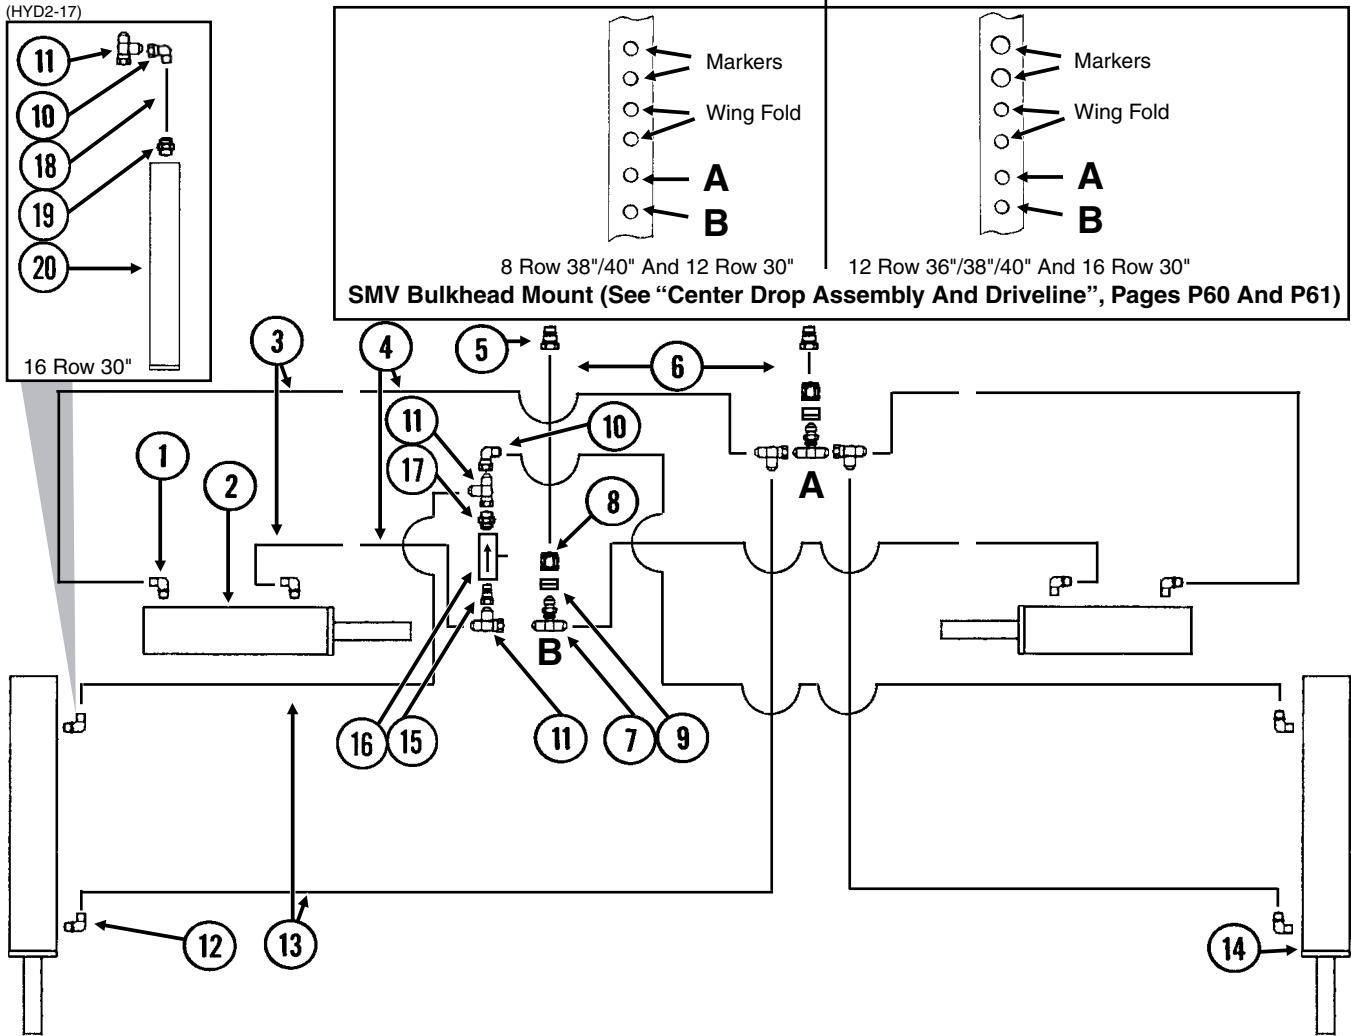 (HYD2-17)
11
10
18
19
20
16 Row 30"
Markers
Wing Fold
A
B
Markers
Wing Fold
A
B
8 Row 38"/40" And 12 Row 30"
12 Row 36"/38"/40" And 16 Row 30"
SMV Bulkhead Mount (See “Center Drop Assembly And Driveline”, Pages P60 And P61)
3
4
5
6
11
10
17
1
2
8
A
B
16
15
11
7
9
12
13
14